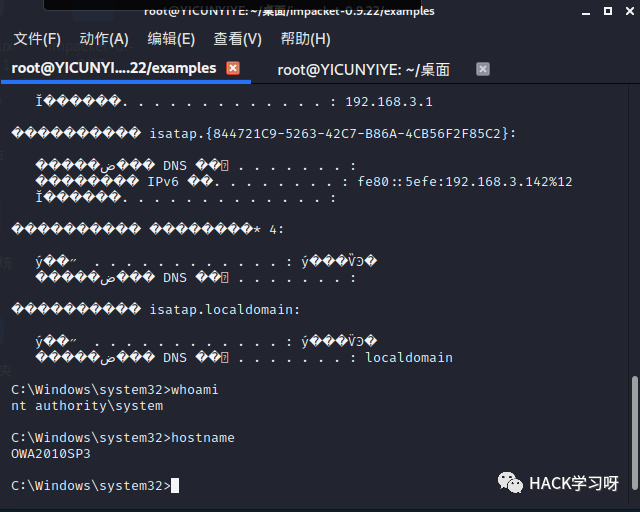 root@YICUNYIYE: ~/桌面/impacket-0.9.22/examples
文件(F) 动作(A) 编辑(E) 查看(V) 帮助(H)
root@YICUNYI....22/examples root@YICUNYIYE: ~/桌面
Ĭ������. . . . . . . . . . . . . : 192.168.3.1
���������� isatap.{844721C9-5263-42C7-B86A-4CB56F2F85C2}:
�����ض��� DNS ��׺ . . . . . . . :
�������� IPv6 ��. . . . . . . . : fe80::5efe:192.168.3.142%12
Ĭ������. . . . . . . . . . . . . :
���������� ��������* 4:
ý��״ . . . . . . . . . . . . : ý���ѶϿ�
�����ض��� DNS ��׺ . . . . . . . :
���������� isatap.localdomain:
ý��״ . . . . . . . . . . . . : ý���ѶϿ�
�����ض��� DNS ��׺ . . . . . . . : localdomain
C:\Windows\system32>whoami
nt authority\system
C:\Windows\system32>hostname
OWA2010SP3
C:\Windows\system32>
HACK学习呀